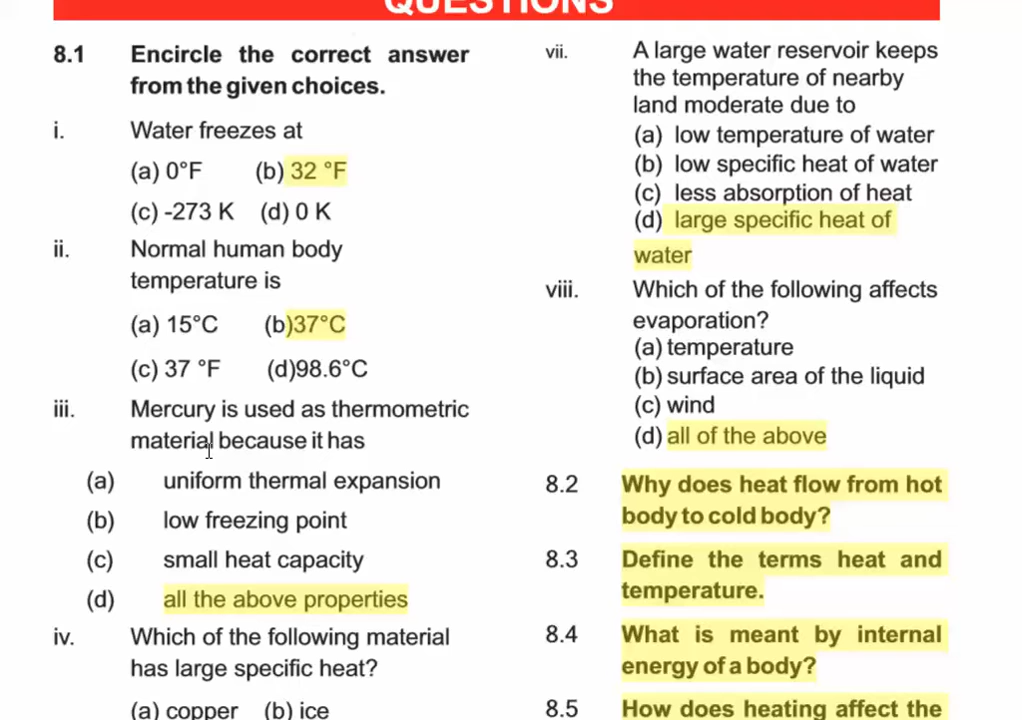 QUESTIONS
8.1 Encircle the correct answer
from the given choices.
i. Water freezes at
(a) 0°F (b) 32 °F
(c) -273 K (d) 0 K
ii. Normal human body
temperature is
(a) 15°C (b)37°C
(c) 37 °F (d)98.6°C
iii. Mercury is used as thermometric
material because it has
(a) uniform thermal expansion
(b) low freezing point
(c) small heat capacity
(d) all the above properties
iv. Which of the following material
has large specific heat?
(a) copper (b) ice
vii. A large water reservoir keeps
the temperature of nearby
land moderate due to
(a) low temperature of water
(b) low specific heat of water
(c) less absorption of heat
(d) large specific heat of
water
viii. Which of the following affects
evaporation?
(a) temperature
(b) surface area of the liquid
(c) wind
(d) all of the above
8.2 Why does heat flow from hot
body to cold body?
8.3 Define the terms heat and
temperature.
8.4 What is meant by internal
energy of a body?
8.5 How does heating affect the